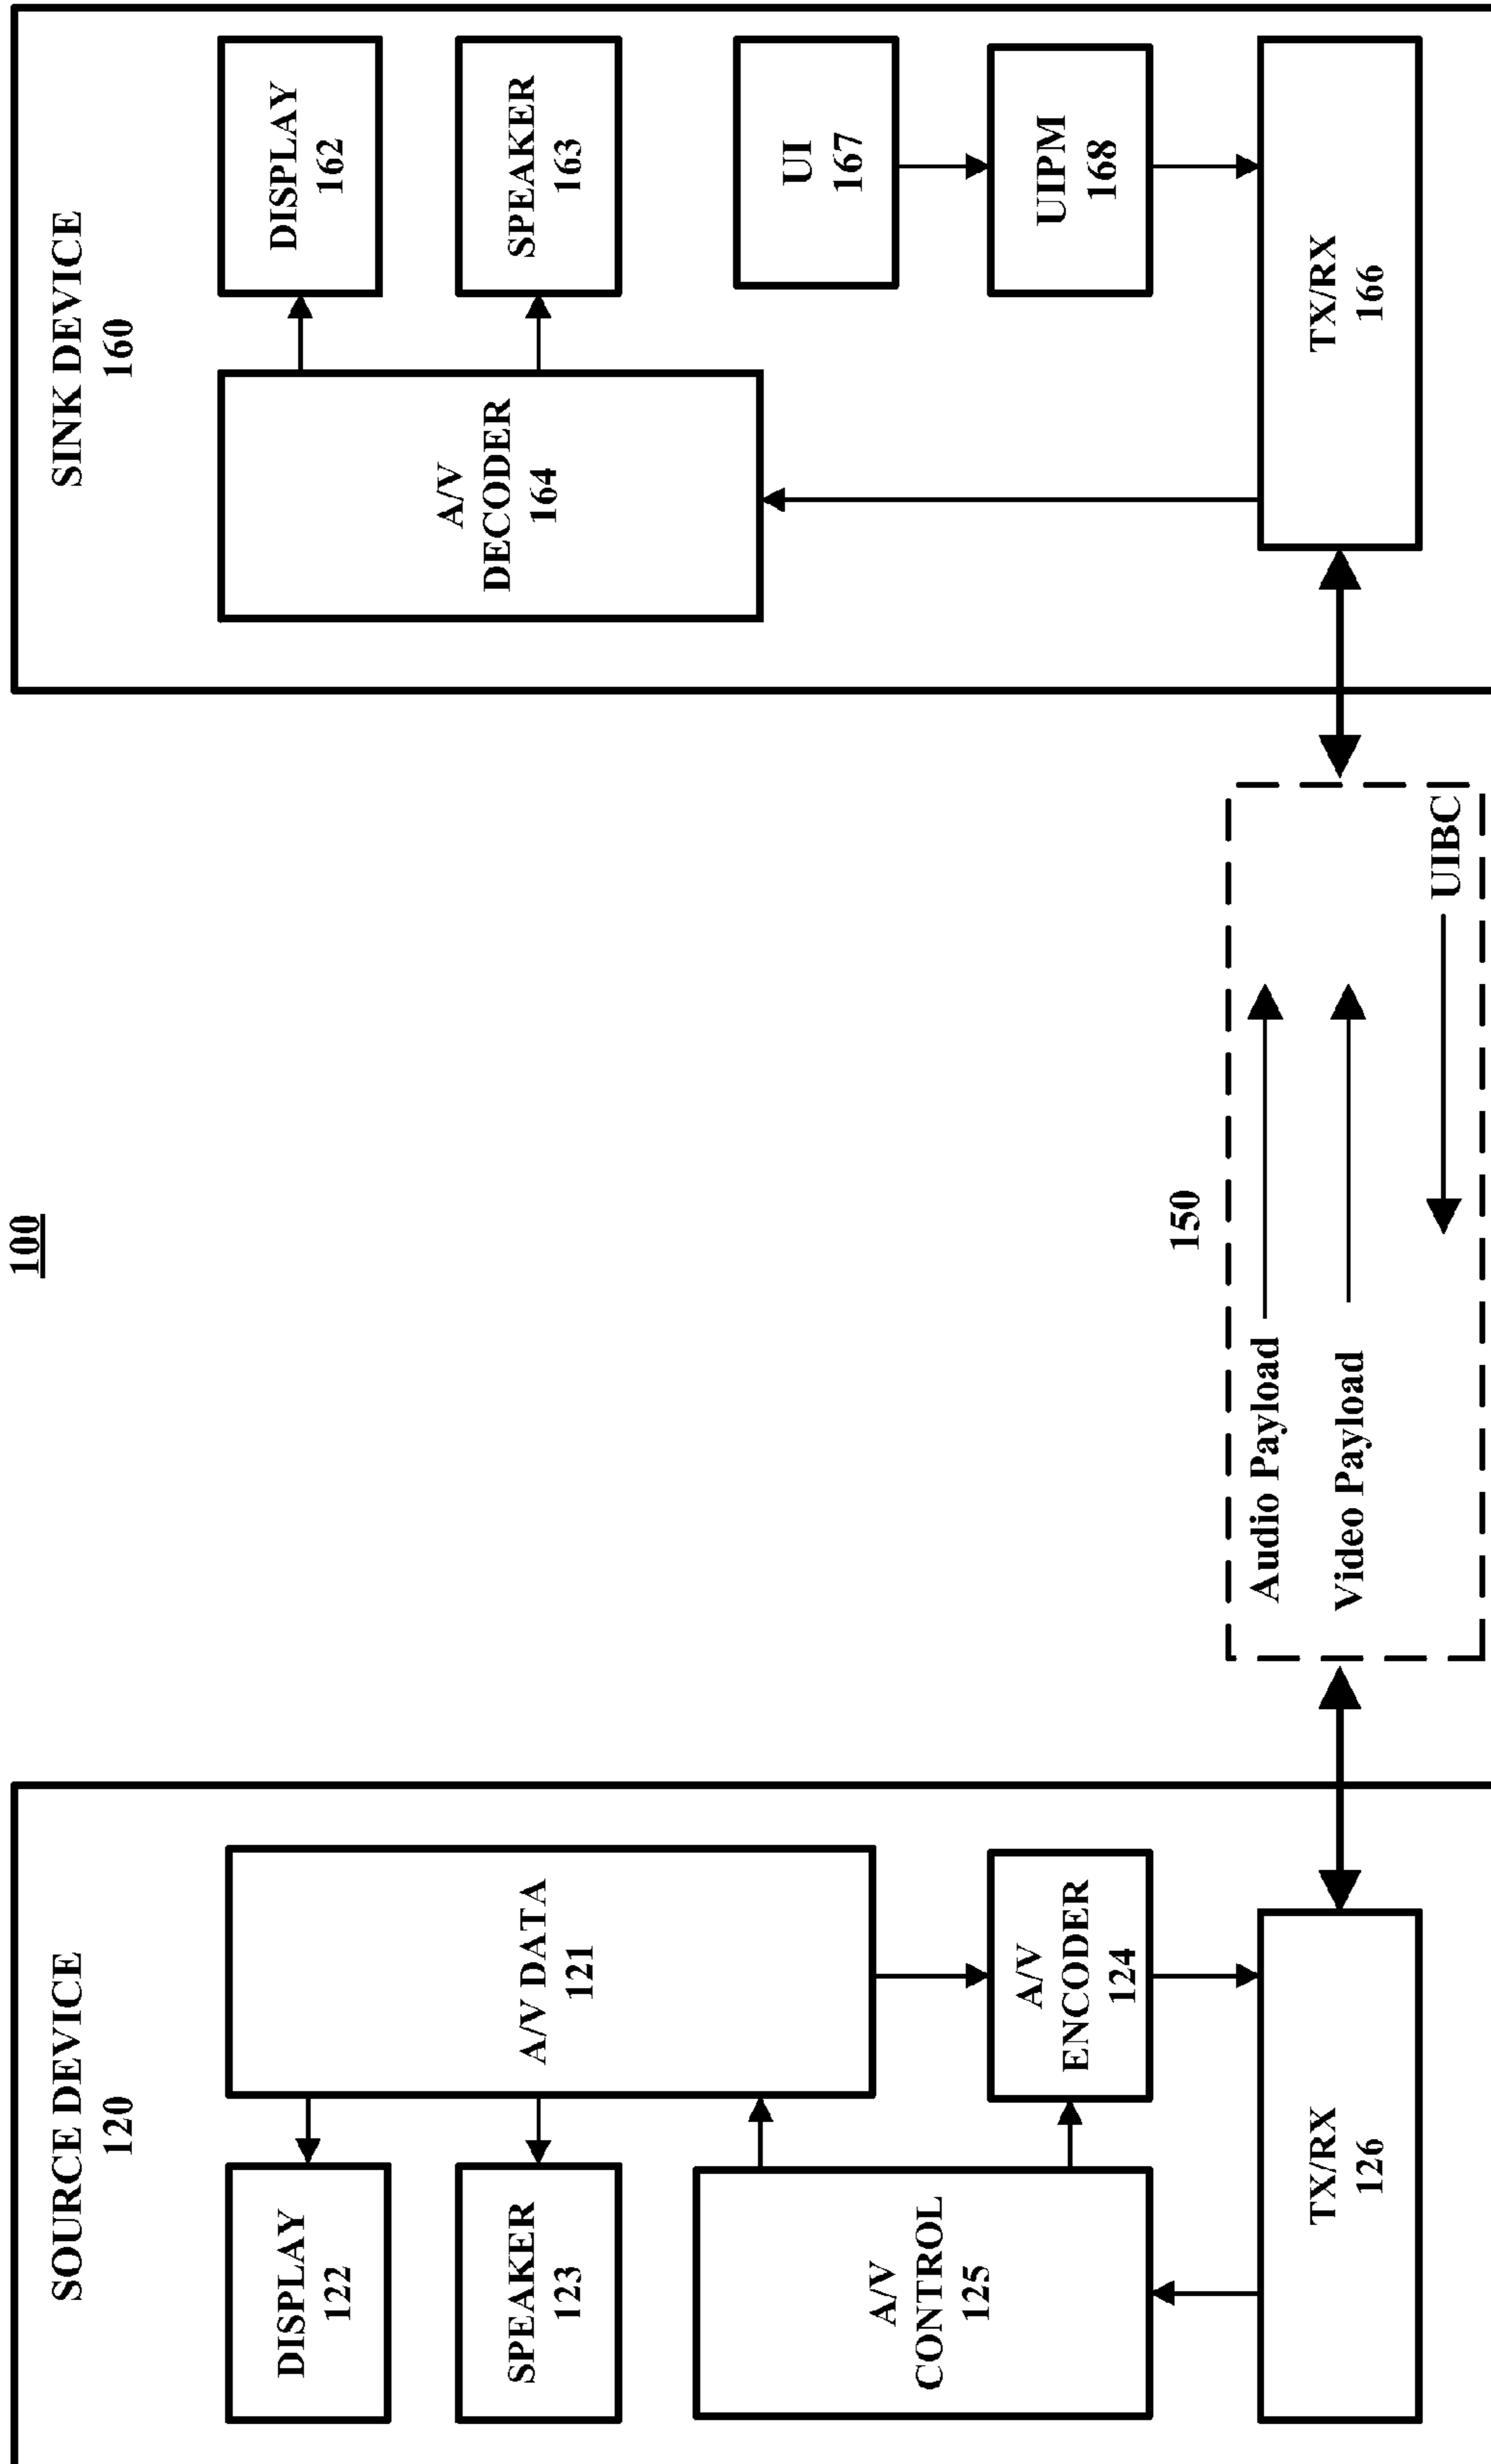 100
SOURCE DEVICE
120
DISPLAY
122
SPEAKER
123
A/V DATA
121
A/V
CONTROL
125
A/V
ENCODER
124
TX/RX
126
150
Audio Payload
Video Payload
UIBC
SINK DEVICE
160
A/V
DECODER
164
DISPLAY
162
SPEAKER
163
UI
167
UIPM
168
TX/RX
166